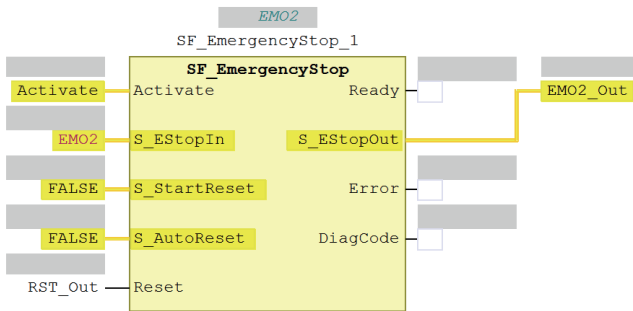 EMO2
SF_EmergencyStop_1
SF_EmergencyStop
Activate Activate Ready
EMO2 S_EStopIn S_EStopOut EMO2_Out
FALSE S_StartReset Error
FALSE S_AutoReset DiagCode
RST_Out Reset